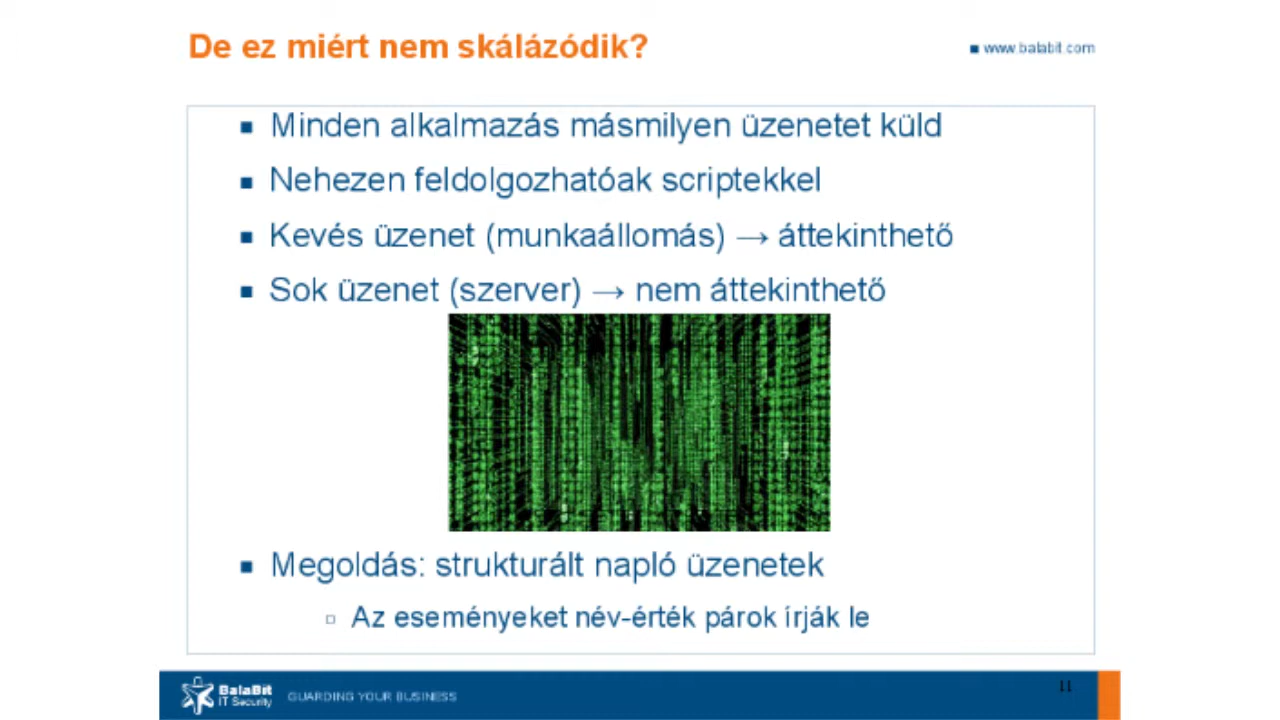 De ez miért nem skálázódik?
www.balabit.com
Minden alkalmazás másmilyen üzenetet küld
Nehezen feldolgozhatóak scriptekkel
Kevés üzenet (munkaállomás) → áttekinthető
Sok üzenet (szerver) → nem áttekinthető
Megoldás: strukturált napló üzenetek
Az eseményeket név-érték párok írják le
BalaBit
IT Security
GUARDING YOUR BUSINESS
11